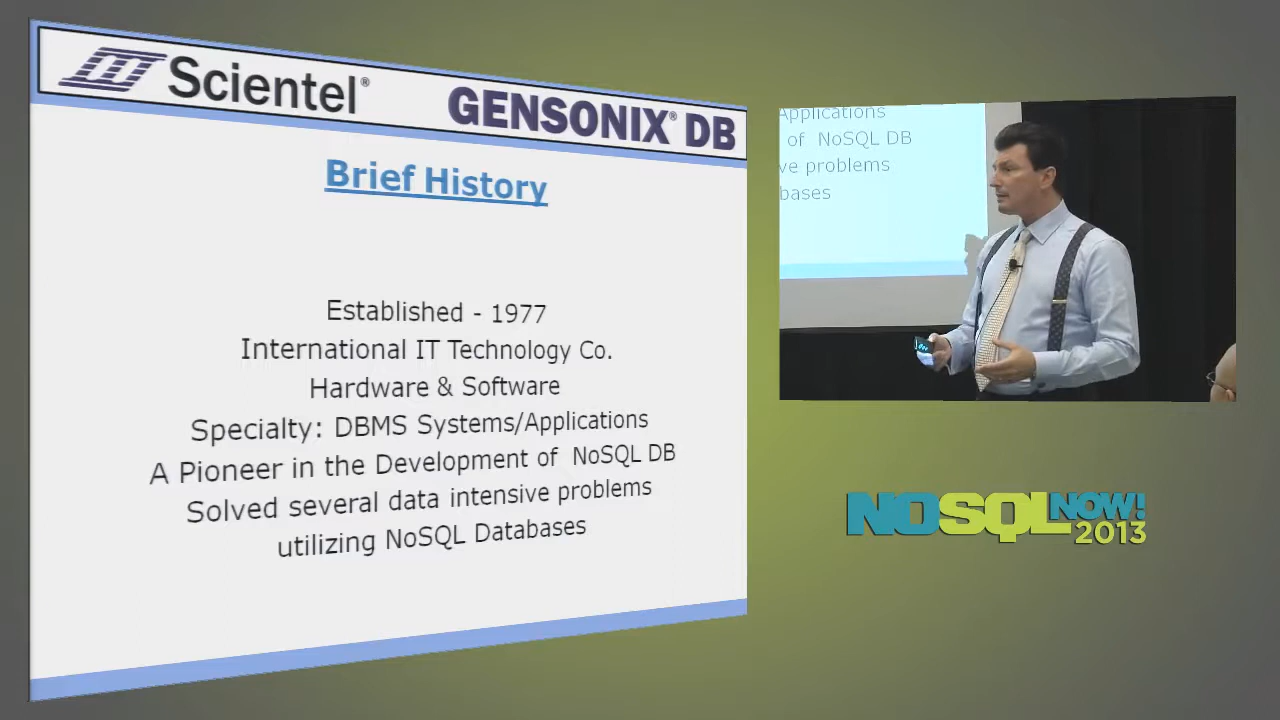 Scientel®
GENSONIX® DB
Brief History
Established - 1977
International IT Technology Co.
Hardware & Software
Specialty: DBMS Systems/Applications
A Pioneer in the Development of NoSQL DB
Solved several data intensive problems
utilizing NoSQL Databases
Applications
of NoSQL DB
ve problems
bases
NOSQLNOW!
2013